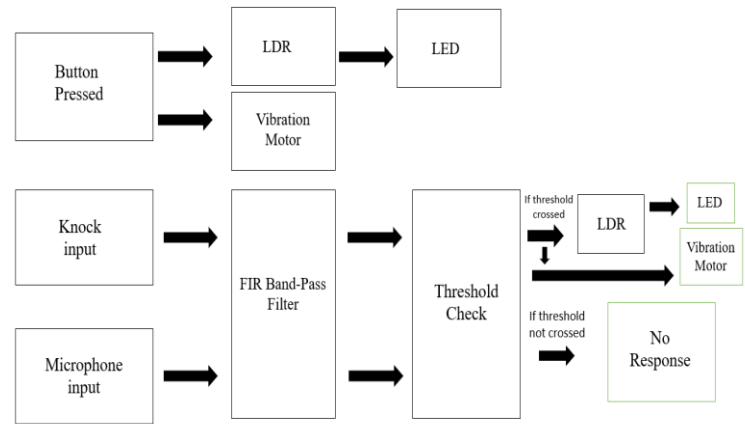 Button
Pressed
LDR
LED
Vibration
Motor
Knock
input
Microphone
input
FIR Band-Pass
Filter
Threshold
Check
If threshold
crossed
LDR
LED
Vibration
Motor
If threshold
not crossed
No
Response